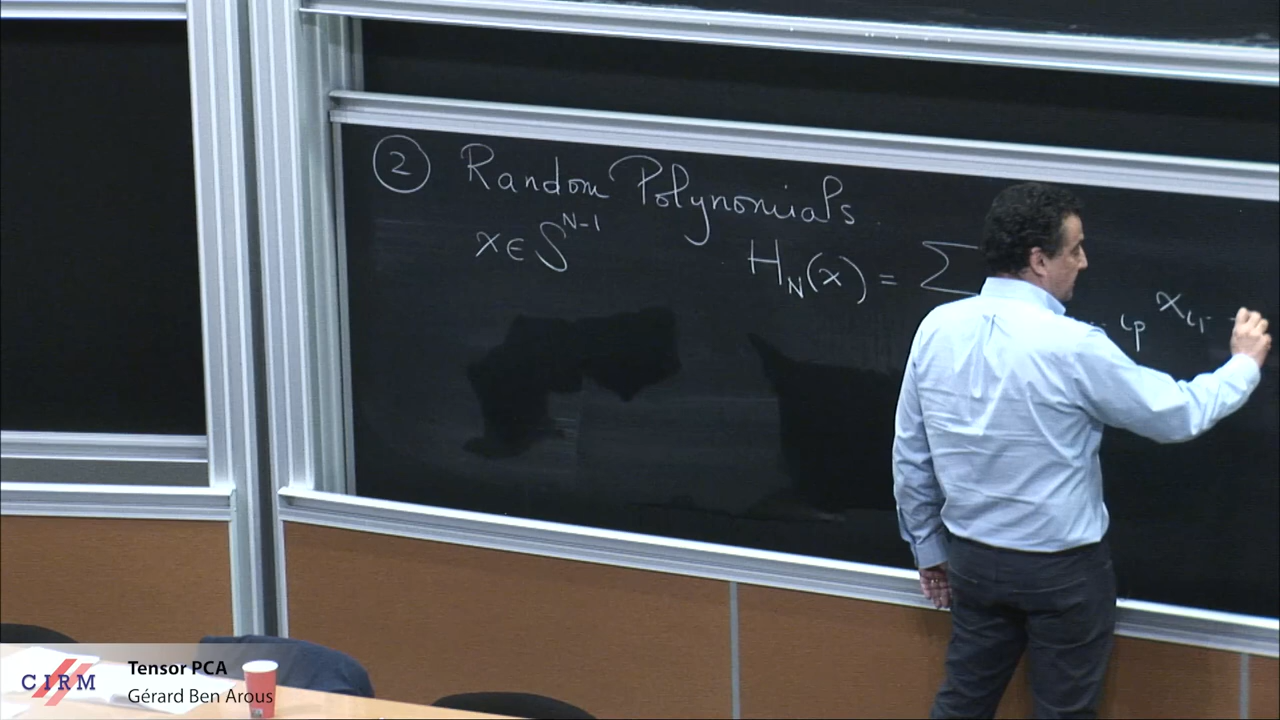 ② Random Polynomials
x ∈ S^{N-1} H_N(x) = Σ
- i_p x_{i_1} -
CIRM
Tensor PCA
Gérard Ben Arous